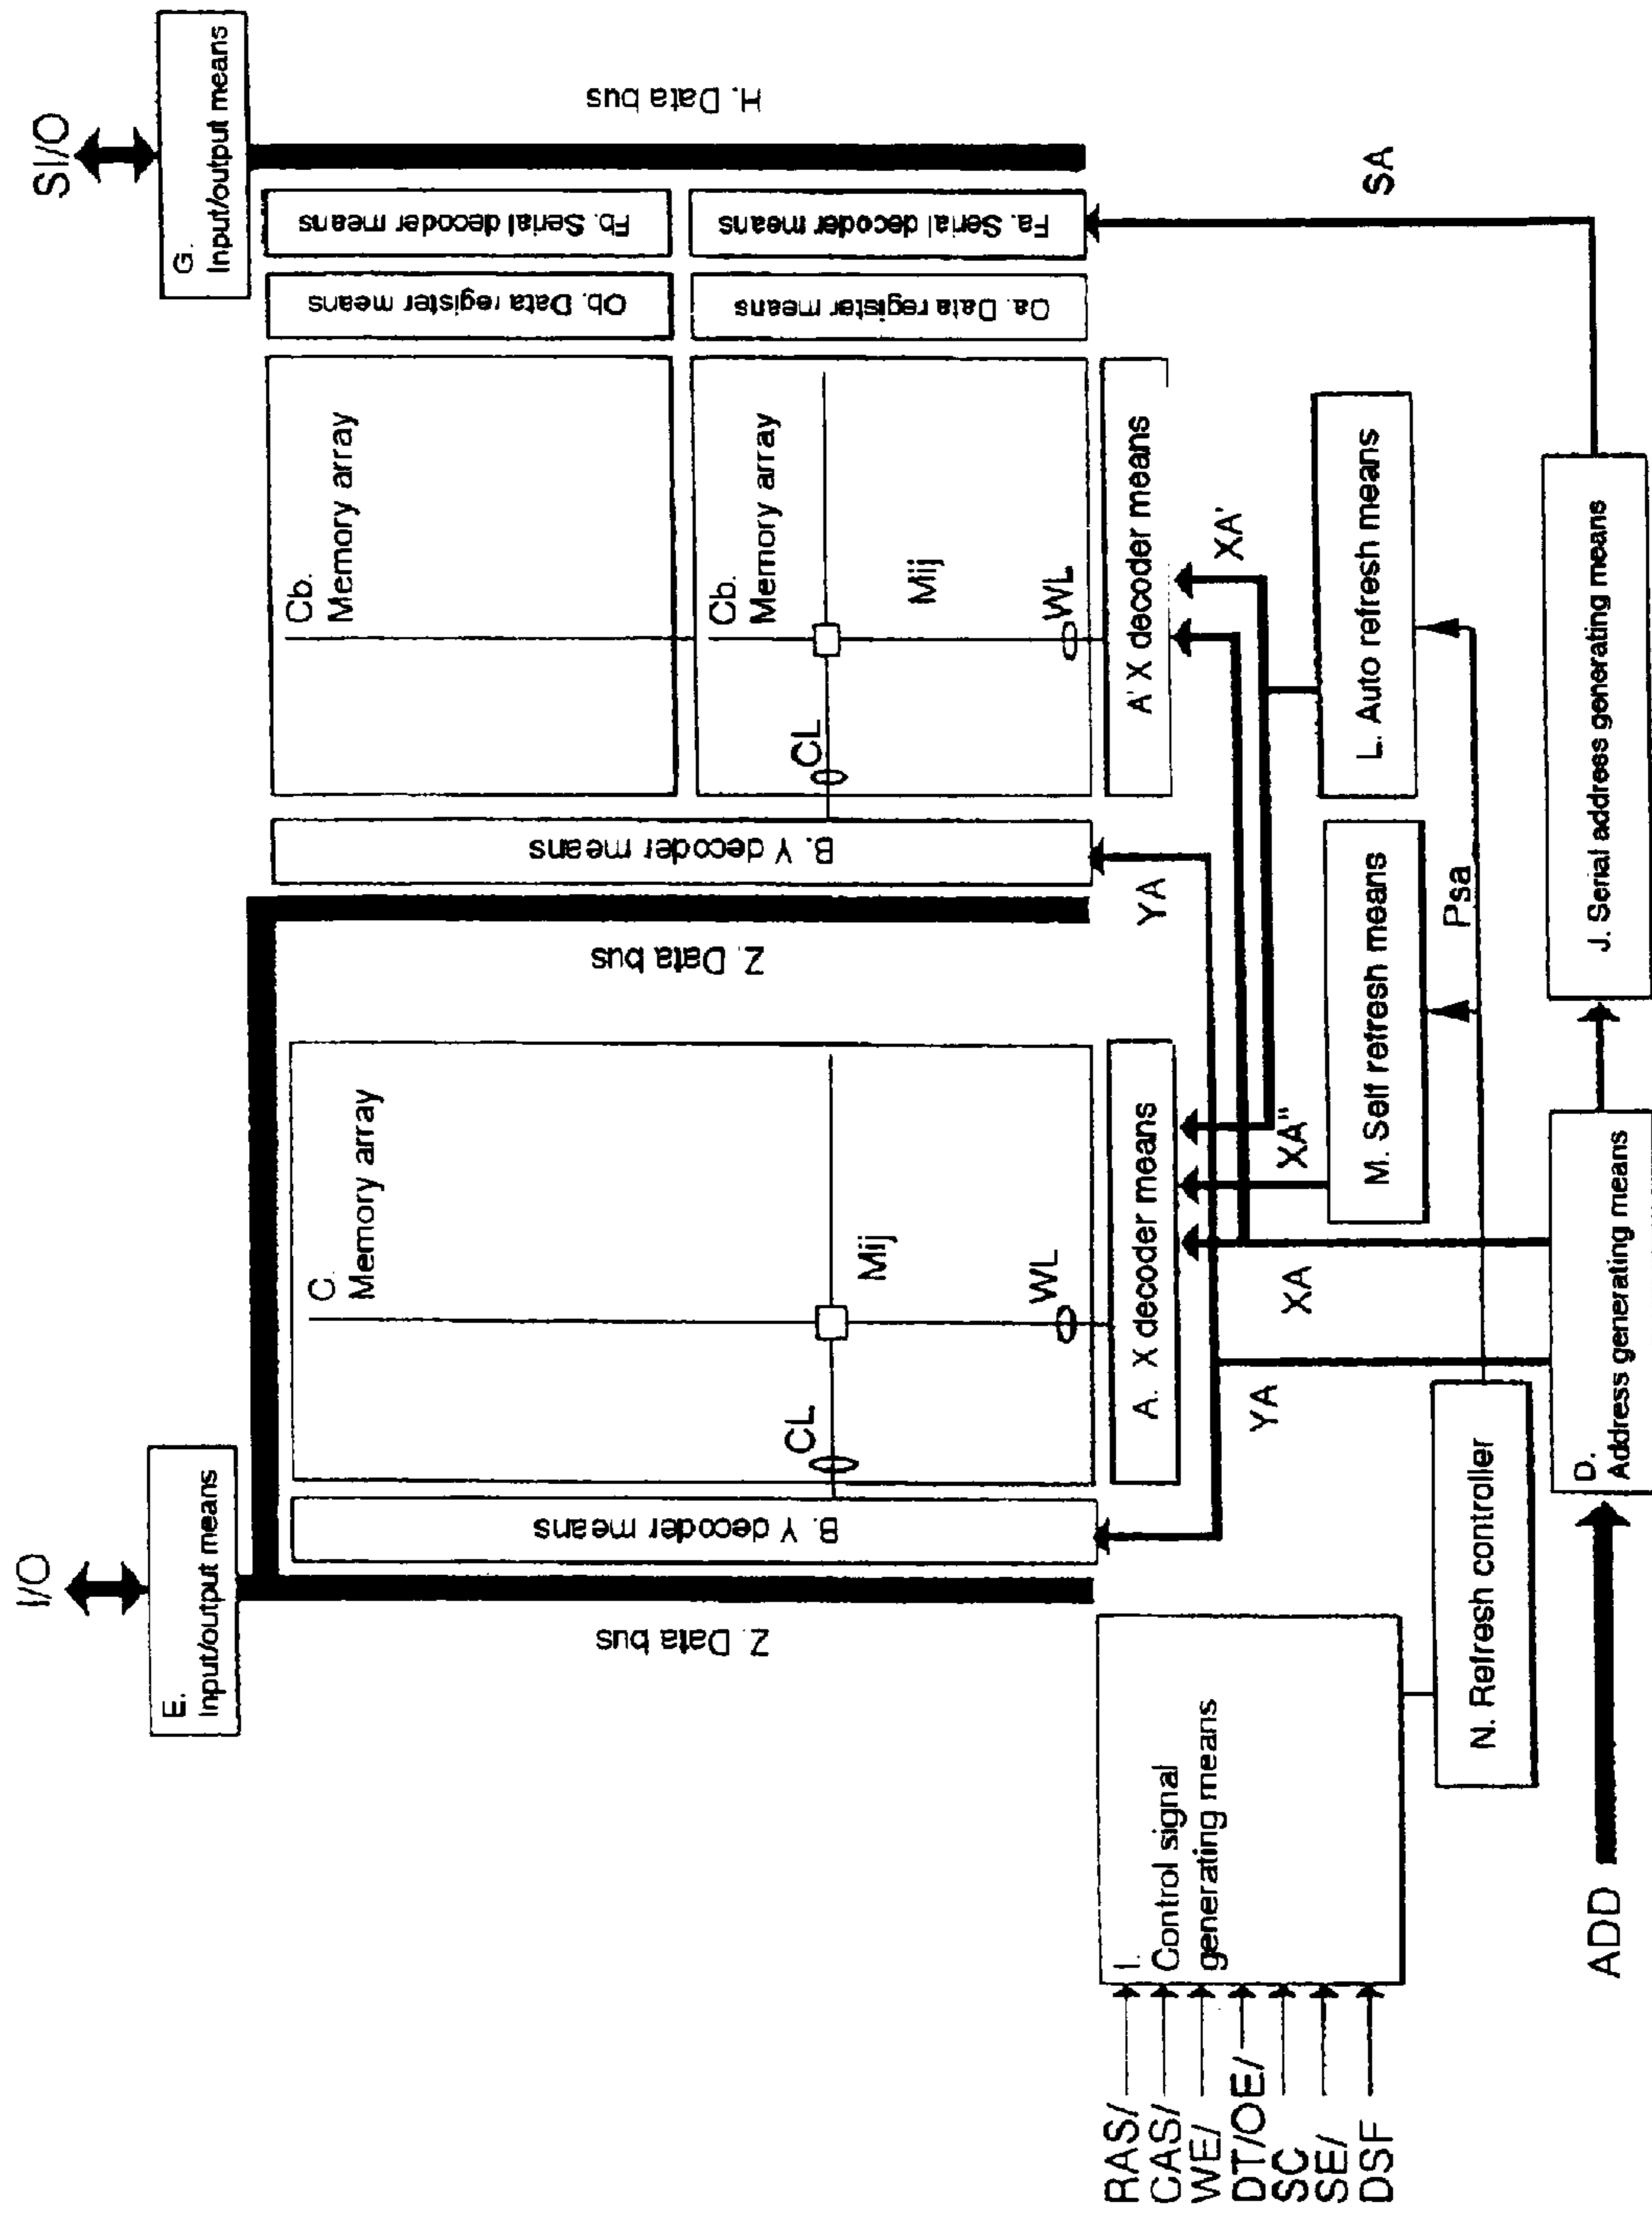 I/O
SI/O
E.
Input/output means
G.
Input/output means
Z. Data bus
B. Y decoder means
C.
Memory array
CL
Mij
WL
A. X decoder means
Z. Data bus
B. Y decoder means
Cb.
Memory array
Cb.
Memory array
CL
Mij
WL
A' X decoder means
Ob. Data register means
Oa. Data register means
Fb. Serial decoder means
Fa. Serial decoder means
H. Data bus
I.
Control signal
generating means
RAS/
CAS/
WE/
DT/OE/
SC
SE/
DSF
YA
XA
XA"
YA
XA'
SA
M. Self refresh means
L. Auto refresh means
Psa
N. Refresh controller
ADD
D.
Address generating means
J. Serial address generating means